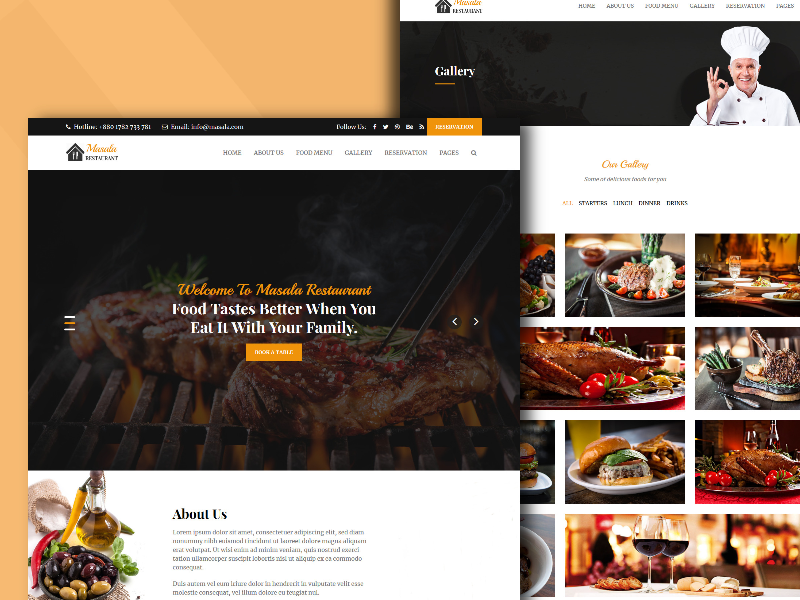 Masala
RESTAURANT
HOME ABOUT US FOOD MENU GALLERY RESERVATION PAGES
Gallery
Our Gallery
Some of delicious foods for you
ALL STARTERS LUNCH DINNER DRINKS
Hotline: +880 1762 733 781 Email: info@masala.com Follow Us: RESERVATION
Masala
RESTAURANT
HOME ABOUT US FOOD MENU GALLERY RESERVATION PAGES
Welcome To Masala Restaurant
Food Tastes Better When You
Eat It With Your Family.
BOOK A TABLE
About Us
Lorem ipsum dolor sit amet, consectetuer adipiscing elit, sed diam
nonummy nibh euismod tincidunt ut laoreet dolore magna aliquam
erat volutpat. Ut wisi enim ad minim veniam, quis nostrud exerci
tation ullamcorper suscipit lobortis nisl ut aliquip ex ea commodo
consequat.
Duis autem vel eum iriure dolor in hendrerit in vulputate velit esse
molestie consequat, vel illum dolore eu feugiat nul.